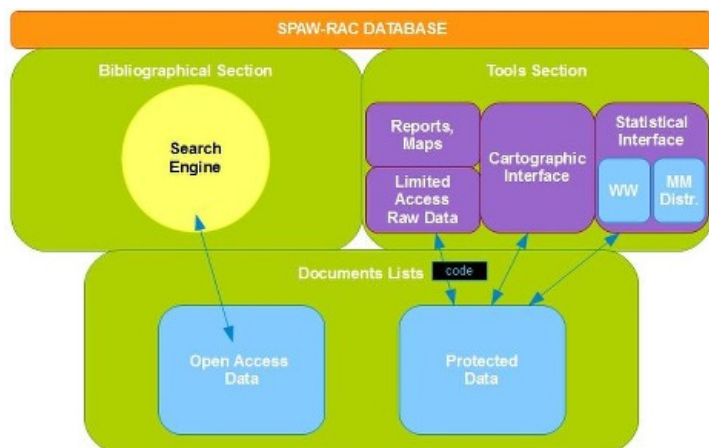 SPAW-RAC DATABASE
Bibliographical Section
Tools Section
Search
Engine
Reports,
Maps
Limited
Access
Raw Data
Cartographic
Interface
Statistical
Interface
WW
MM
Distr.
Documents Lists
code
Open Access
Data
Protected
Data